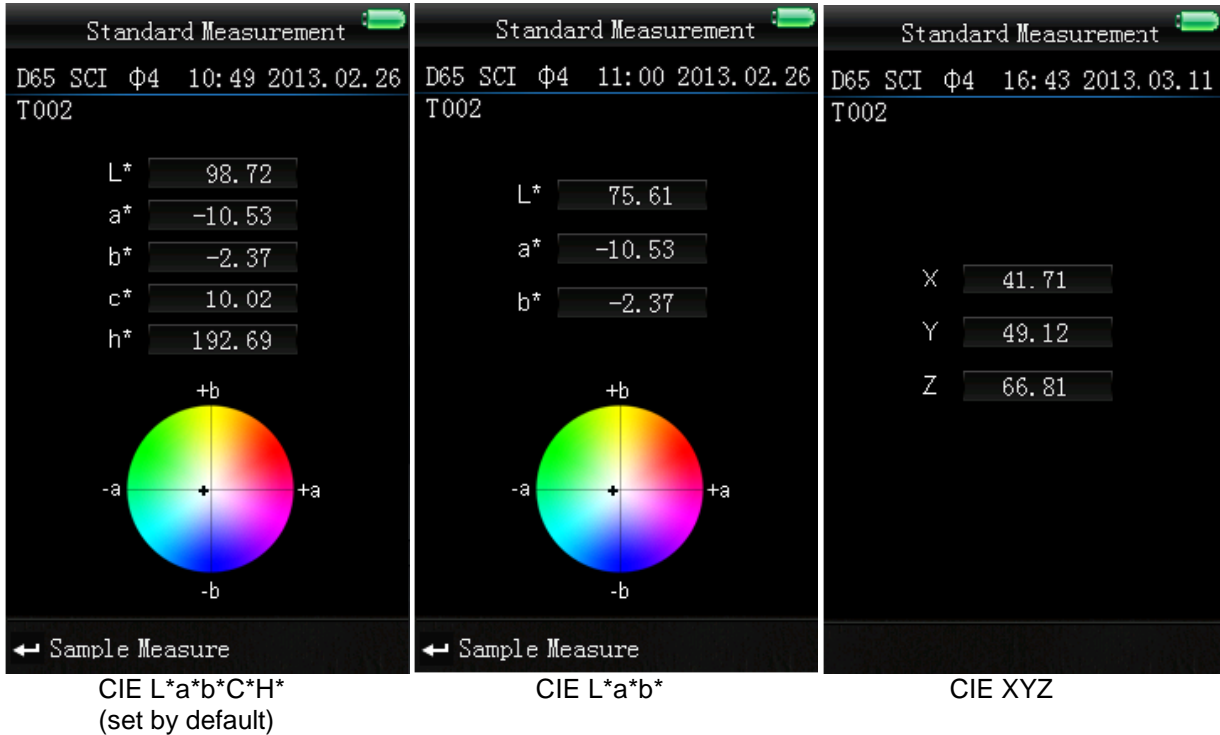 Standard Measurement
D65 SCI Φ4 10:49 2013.02.26
T002
L* 98.72
a* -10.53
b* -2.37
c* 10.02
h* 192.69
+b
-a +a
-b
Sample Measure
CIE L*a*b*C*H*
(set by default)
Standard Measurement
D65 SCI Φ4 11:00 2013.02.26
T002
L* 75.61
a* -10.53
b* -2.37
+b
-a +a
-b
Sample Measure
CIE L*a*b*
Standard Measurement
D65 SCI Φ4 16:43 2013.03.11
T002
X 41.71
Y 49.12
Z 66.81
CIE XYZ